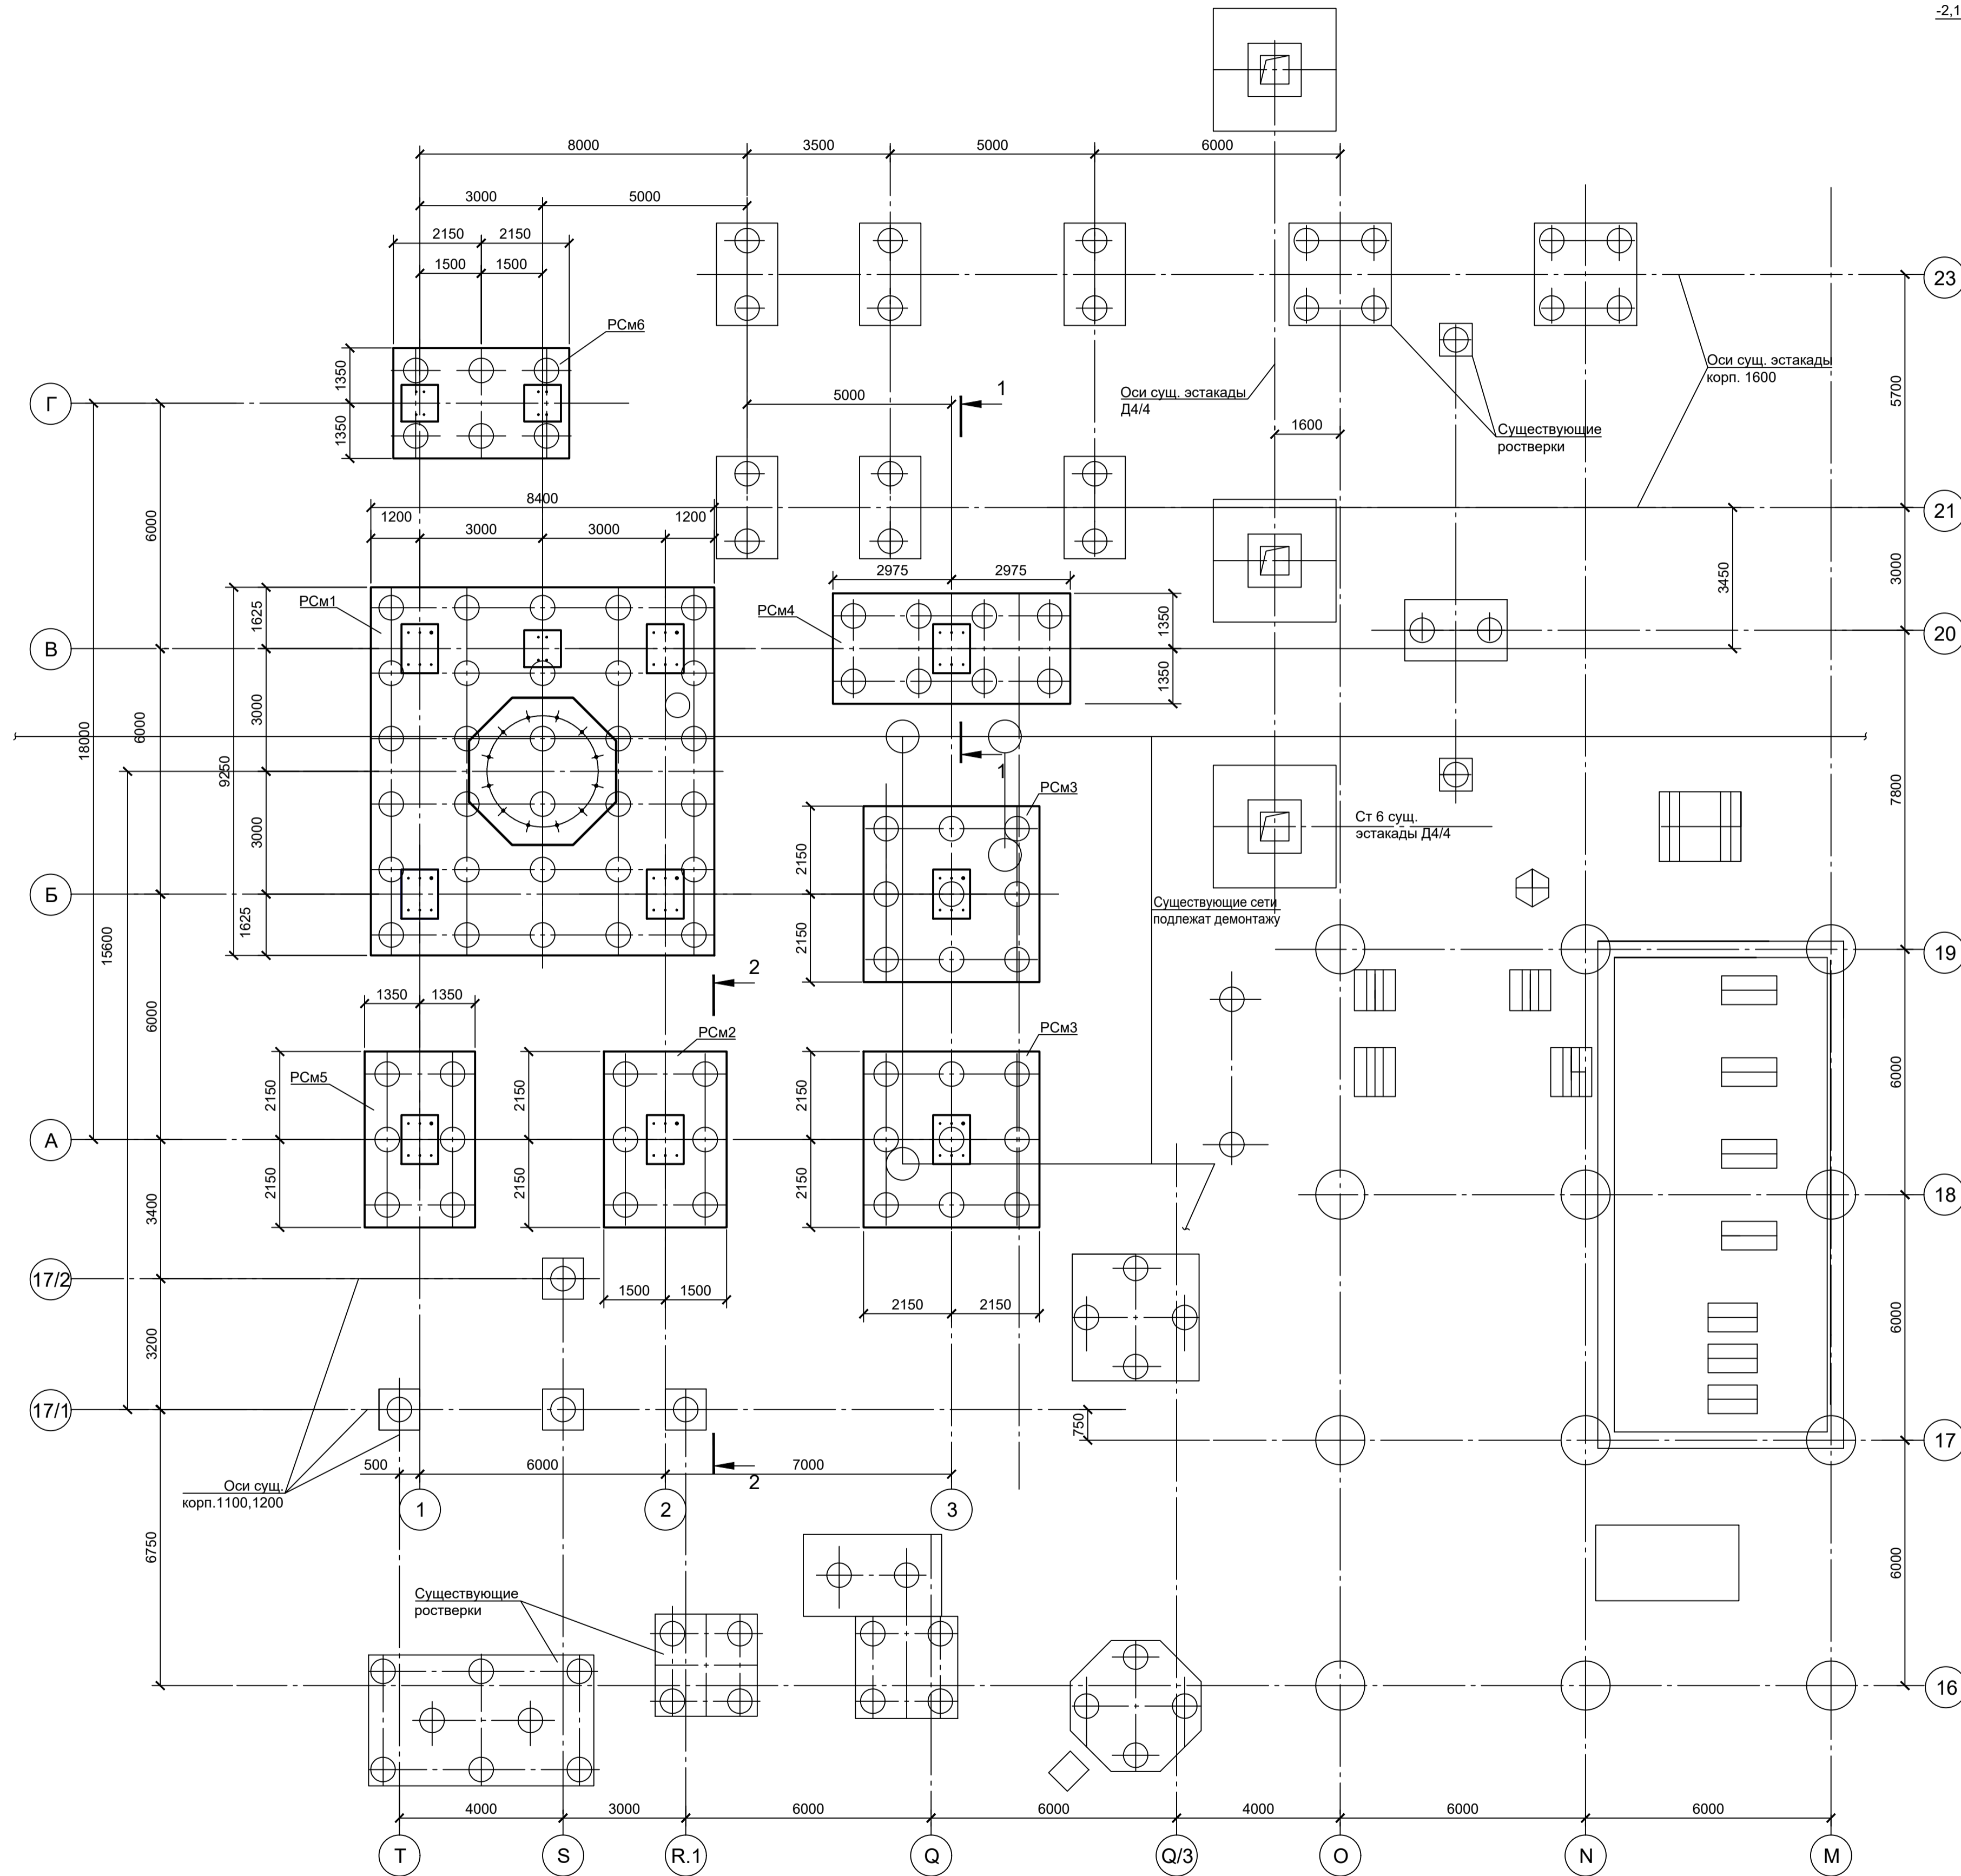 -2,1
8000
3500
5000
6000
3000
5000
2150
2150
1500
1500
РСм6
1350
1350
Г
23
Оси сущ. эстакады
корп. 1600
5700
Оси сущ. эстакады
Д4/4
5000
1
1600
Существующие
ростверки
8400
1200
3000
3000
1200
6000
21
3450
3000
2975
2975
РСм1
1625
РСм4
1350
1350
20
В
3000
6000
18000
9250
1
РСм3
7800
Ст 6 сущ.
эстакады Д4/4
3000
2150
Б
1625
2150
Существующие сети
подлежат демонтажу
15600
19
2
1350
1350
6000
РСм2
РСм3
РСм5
2150
2150
2150
6000
А
2150
2150
2150
3400
18
17/2
1500
1500
2150
2150
3200
6000
17/1
750
17
500
6000
7000
2
Оси сущ.
корп.1100,1200
1
2
3
6750
6000
Существующие
ростверки
16
4000
3000
6000
6000
4000
6000
6000
T
S
R.1
Q
Q/3
O
N
M